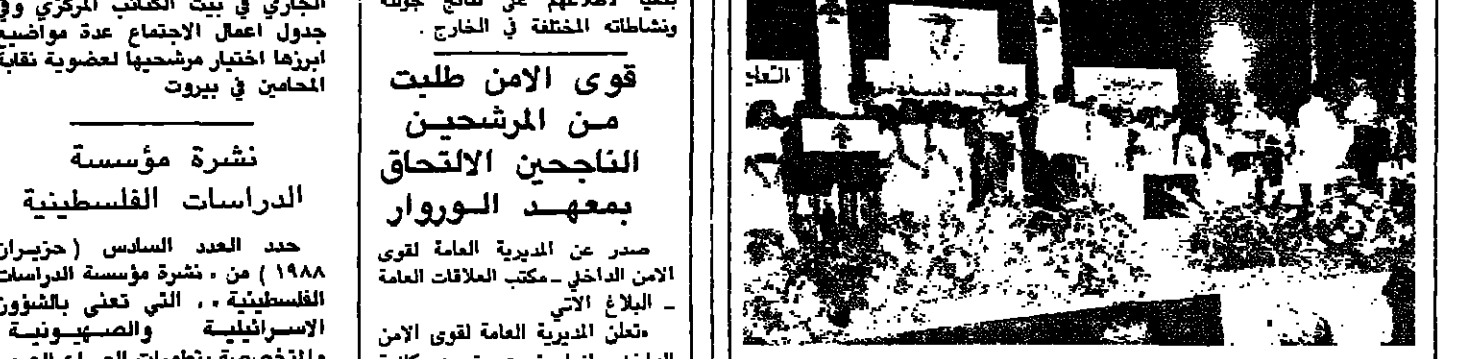 ونشاطاته المختلفة في الخارج .
قوى الامن طلبت
من المرشحين
الناجحين الالتحاق
بمعهد الوروار
صدر عن المديرية العامة لقوى
الامن الداخلي ـ مكتب العلاقات العامة
ـ البلاغ الاتي
«تعلن المديرية العامة لقوى الامن
الجاري في بيت الكتائب المركزي وفي
جدول اعمال الاجتماع عدة مواضيع
ابرزها اختيار مرشحيها لعضوية نقابة
المحامين في بيروت
نشرة مؤسسة
الدراسات الفلسطينية
حدد العدد السادس ( حزيران
١٩٨٨ ) من « نشرة مؤسسة الدراسات
الفلسطينية » ، التي تعنى بالشؤون
الاسرائيلية والصهيونية